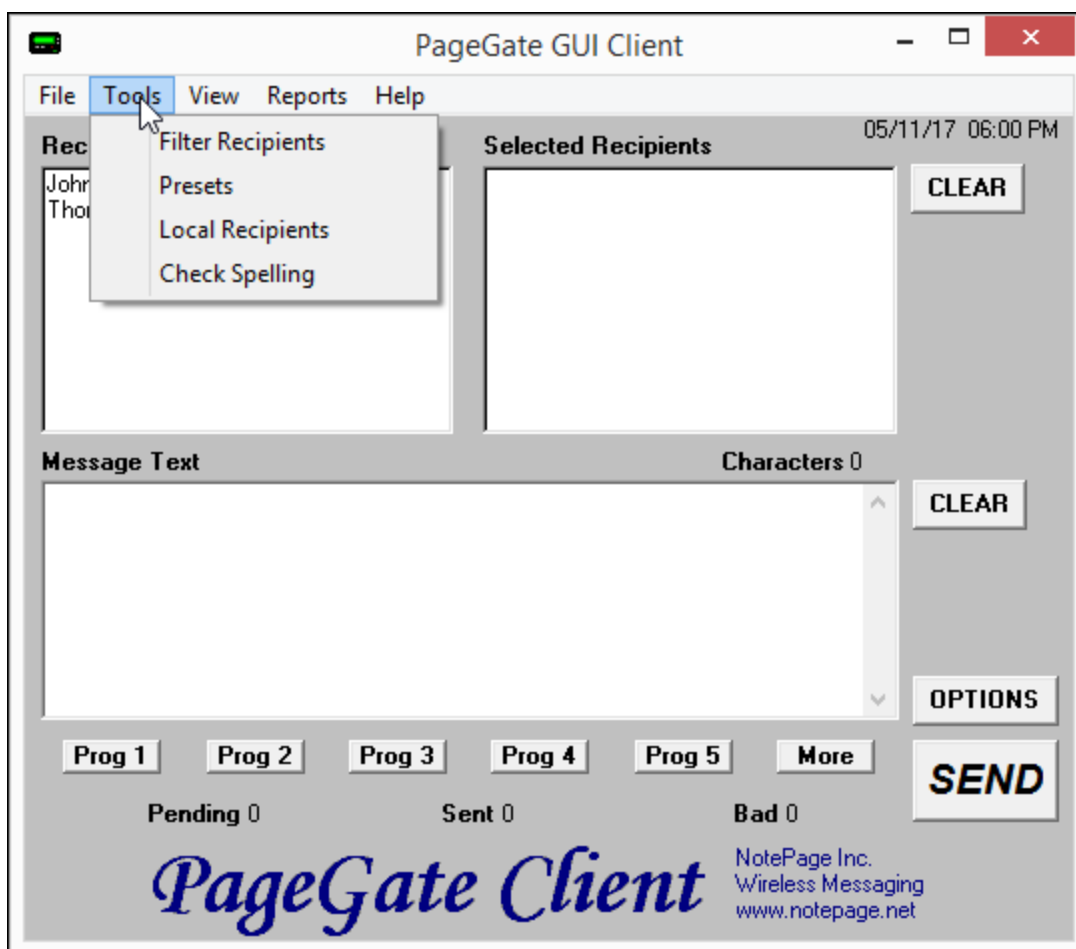 PageGate GUI Client
File Tools View Reports Help
05/11/17 06:00 PM
Filter Recipients
Presets
Local Recipients
Check Spelling
Selected Recipients
CLEAR
Message Text
Characters 0
CLEAR
OPTIONS
Prog 1 Prog 2 Prog 3 Prog 4 Prog 5 More
SEND
Pending 0 Sent 0 Bad 0
PageGate Client
NotePage Inc.
Wireless Messaging
www.notepage.net